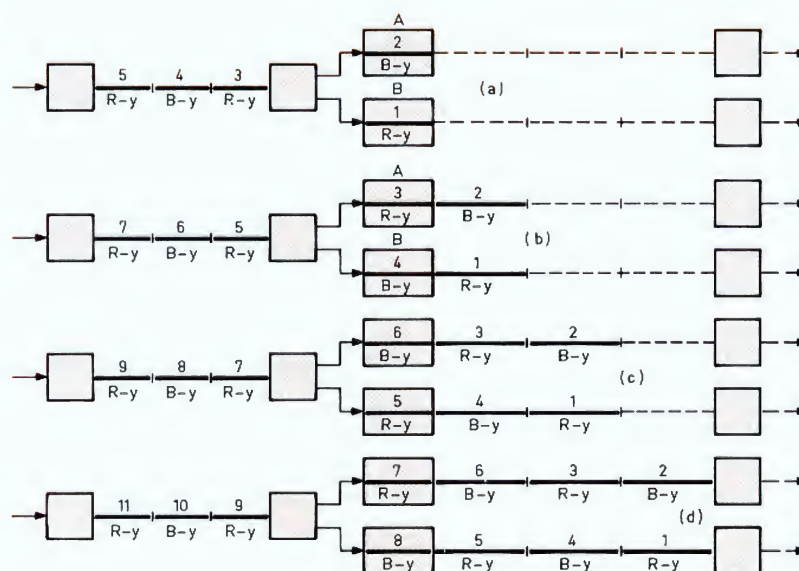 A
2
B-y
5 4 3
R-y B-y R-y
(a)
B
1
R-y
A
3 2
R-y B-y
7 6 5
R-y B-y R-y
(b)
B
4 1
B-y R-y
6 3 2
B-y R-y B-y
9 8 7
R-y B-y R-y
(c)
5 4 1
R-y B-y R-y
7 6 3 2
R-y B-y R-y B-y
11 10 9
R-y B-y R-y
(d)
8 5 4 1
B-y R-y B-y R-y